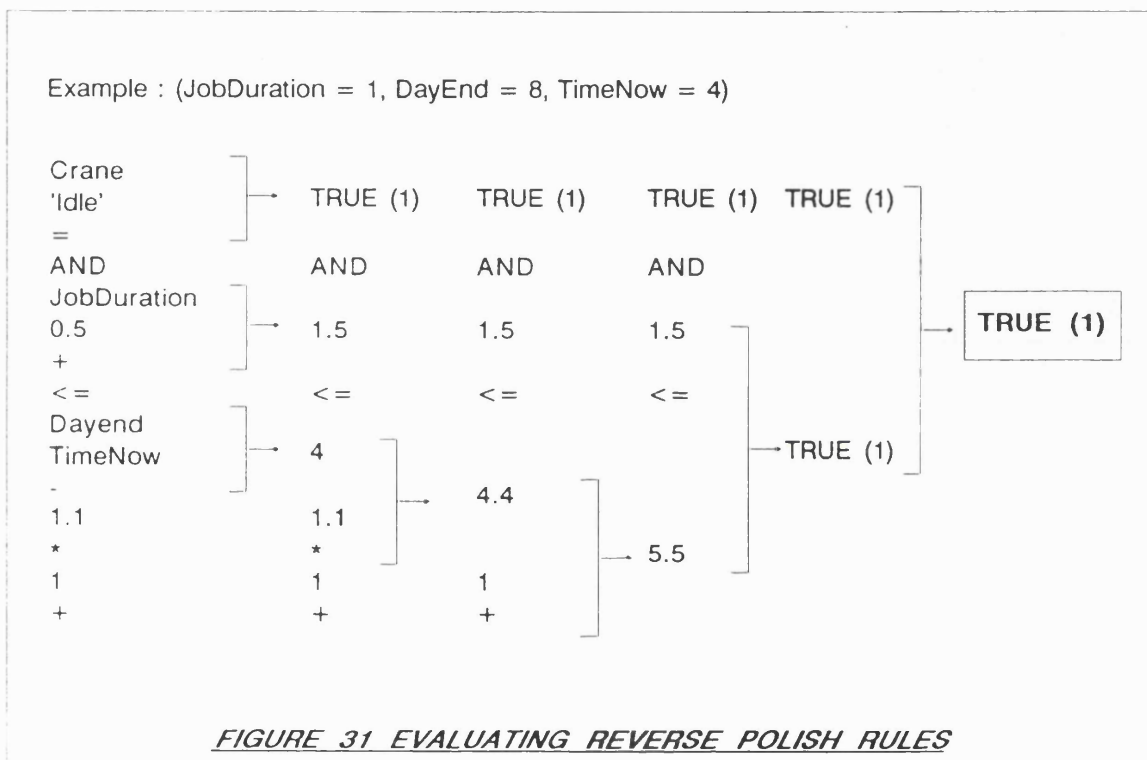 Example : (JobDuration = 1, DayEnd = 8, TimeNow = 4)
Crane
'Idle' TRUE (1) TRUE (1) TRUE (1) TRUE (1)
=
AND AND AND AND
JobDuration
0.5 1.5 1.5 1.5 TRUE (1)
+
<= <= <= <=
Dayend
TimeNow 4 TRUE (1)
- 4.4
1.1 1.1
* * 5.5
1 1 1
+ + +
FIGURE 31 EVALUATING REVERSE POLISH RULES